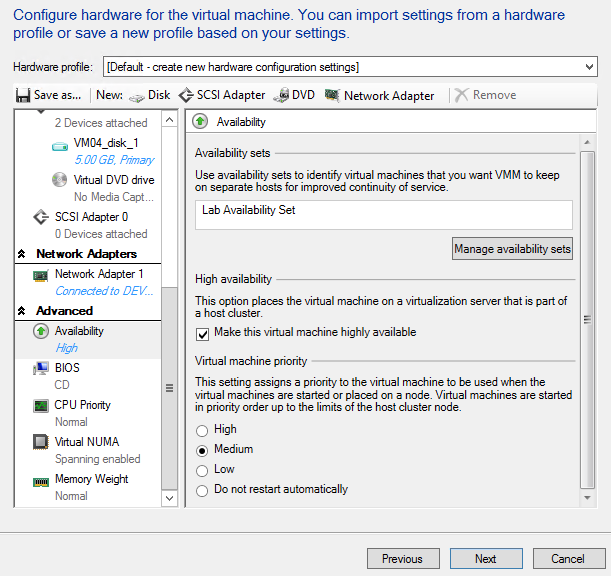 Configure hardware for the virtual machine. You can import settings from a hardware
profile or save a new profile based on your settings.
Hardware profile: [Default - create new hardware configuration settings]
Save as... New: Disk SCSI Adapter DVD Network Adapter Remove
2 Devices attached
VM04_disk_1
5.00 GB, Primary
Virtual DVD drive
No Media Capt...
SCSI Adapter 0
0 Devices attached
Network Adapters
Network Adapter 1
Connected to DEV...
Advanced
Availability
High
BIOS
CD
CPU Priority
Normal
Virtual NUMA
Spanning enabled
Memory Weight
Normal
Availability
Availability sets
Use availability sets to identify virtual machines that you want VMM to keep
on separate hosts for improved continuity of service.
Lab Availability Set
Manage availability sets
High availability
This option places the virtual machine on a virtualization server that is part of
a host cluster.
Make this virtual machine highly available
Virtual machine priority
This setting assigns a priority to the virtual machine to be used when the
virtual machines are started or placed on a node. Virtual machines are started
in priority order up to the limits of the host cluster node.
High
Medium
Low
Do not restart automatically
Previous Next Cancel